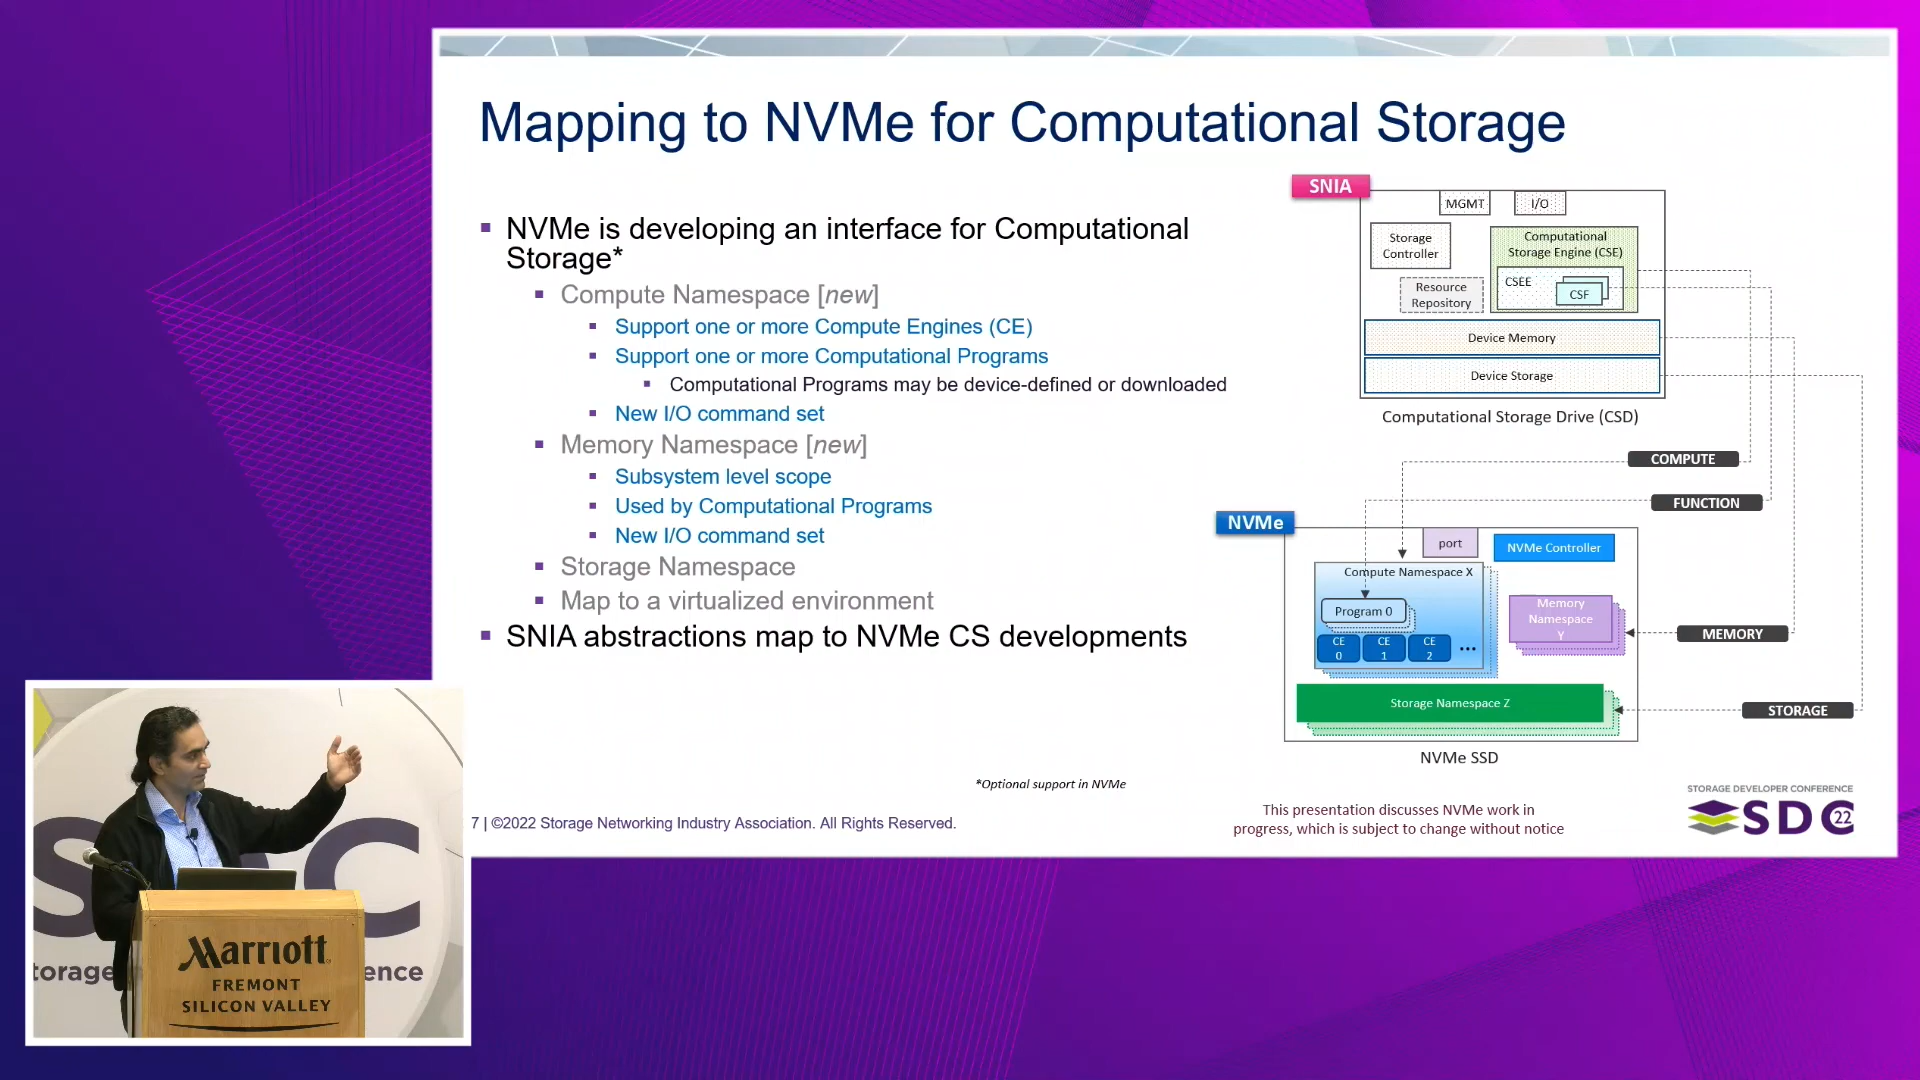 Mapping to NVMe for Computational Storage
NVMe is developing an interface for Computational
Storage*
Compute Namespace [new]
Support one or more Compute Engines (CE)
Support one or more Computational Programs
Computational Programs may be device-defined or downloaded
New I/O command set
Memory Namespace [new]
Subsystem level scope
Used by Computational Programs
New I/O command set
Storage Namespace
Map to a virtualized environment
SNIA abstractions map to NVMe CS developments
SNIA
MGMT
I/O
Storage
Controller
Computational
Storage Engine (CSE)
CSEE
CSF
Resource
Repository
Device Memory
Device Storage
Computational Storage Drive (CSD)
COMPUTE
FUNCTION
NVMe
port
NVMe Controller
Compute Namespace X
Program 0
CE
0
CE
1
CE
2
...
Memory
Namespace
Y
MEMORY
Storage Namespace Z
STORAGE
NVMe SSD
*Optional support in NVMe
7 | ©2022 Storage Networking Industry Association. All Rights Reserved.
This presentation discusses NVMe work in
progress, which is subject to change without notice
STORAGE DEVELOPER CONFERENCE
SDC 22
S C
torage ence
Marriott
FREMONT
SILICON VALLEY